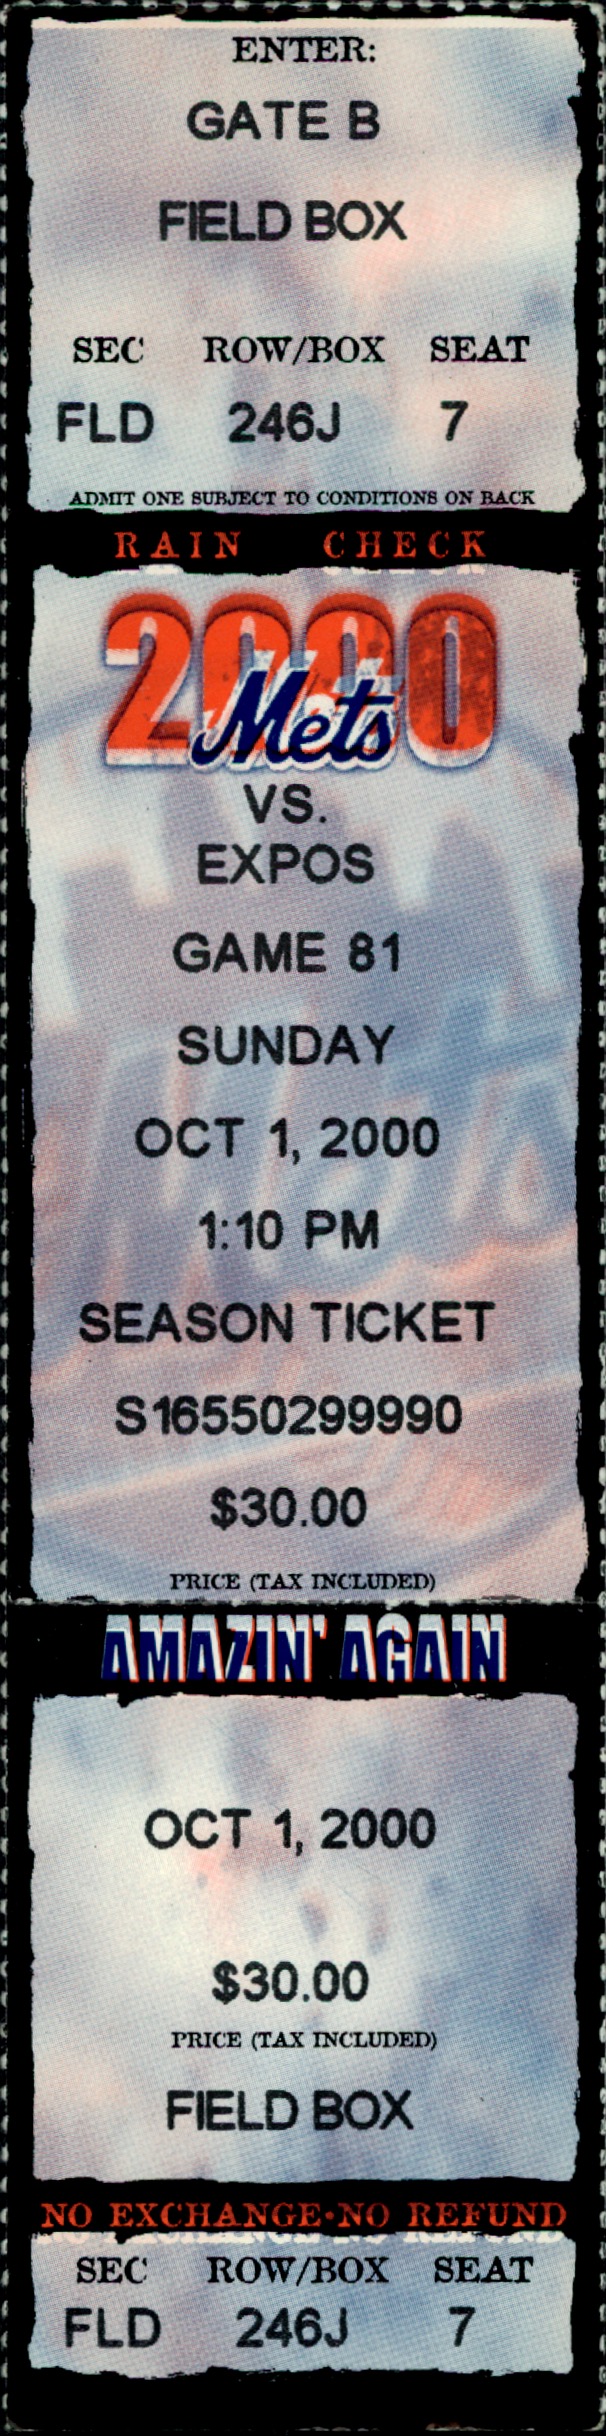 ENTER:
GATE B
FIELD BOX
SEC ROW/BOX SEAT
FLD 246J 7
ADMIT ONE SUBJECT TO CONDITIONS ON BACK
RAIN CHECK
2000
Mets
VS.
EXPOS
GAME 81
SUNDAY
OCT 1, 2000
1:10 PM
SEASON TICKET
S16550299990
$30.00
PRICE (TAX INCLUDED)
AMAZIN' AGAIN
OCT 1, 2000
$30.00
PRICE (TAX INCLUDED)
FIELD BOX
NO EXCHANGE·NO REFUND
SEC ROW/BOX SEAT
FLD 246J 7